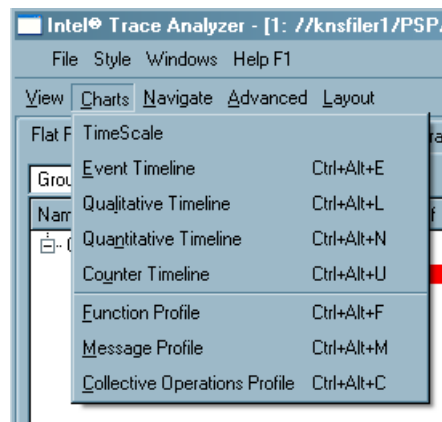 Intel® Trace Analyzer - [1: //knsfiler1/PSP
File Style Windows Help F1
View Charts Navigate Advanced Layout
Flat F
TimeScale
Event Timeline Ctrl+Alt+E
Grou
Qualitative Timeline Ctrl+Alt+L
Nam
Quantitative Timeline Ctrl+Alt+N
Counter Timeline Ctrl+Alt+U
Function Profile Ctrl+Alt+F
Message Profile Ctrl+Alt+M
Collective Operations Profile Ctrl+Alt+C